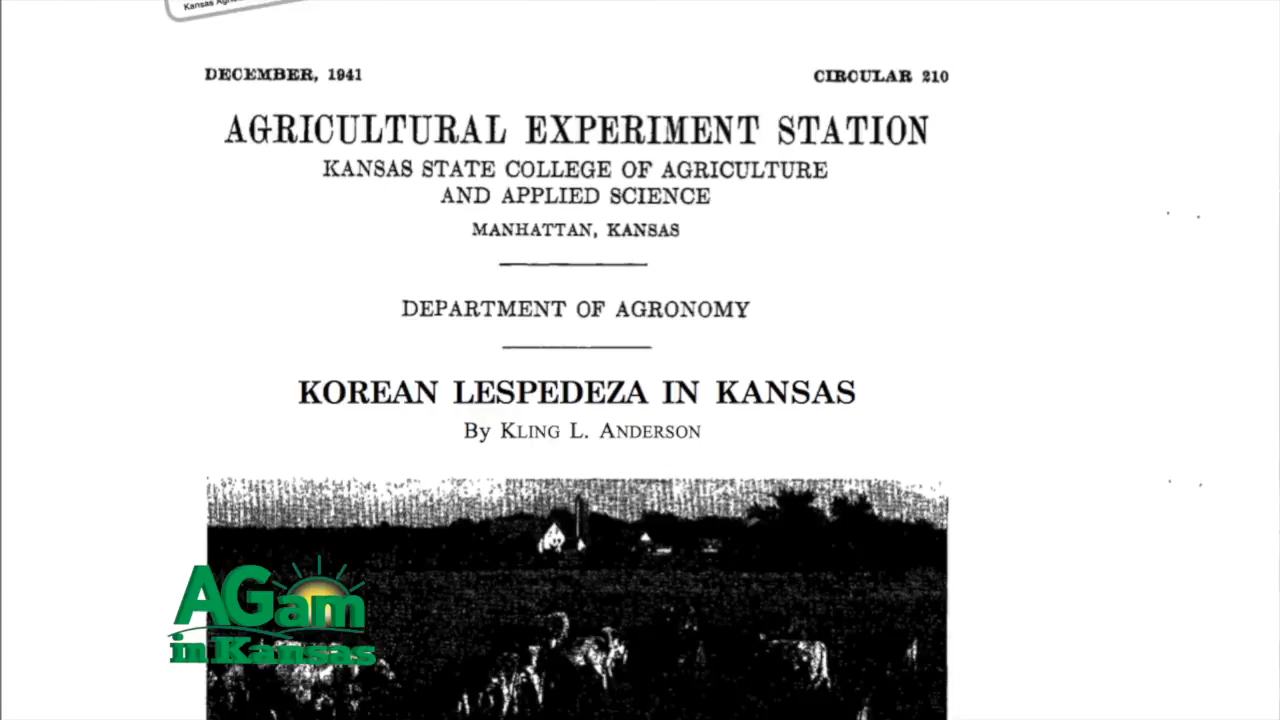 Kansas
DECEMBER, 1941
CIRCULAR 210
AGRICULTURAL EXPERIMENT STATION
KANSAS STATE COLLEGE OF AGRICULTURE
AND APPLIED SCIENCE
MANHATTAN, KANSAS
DEPARTMENT OF AGRONOMY
KOREAN LESPEDEZA IN KANSAS
By KLING L. ANDERSON
AGam
in Kansas